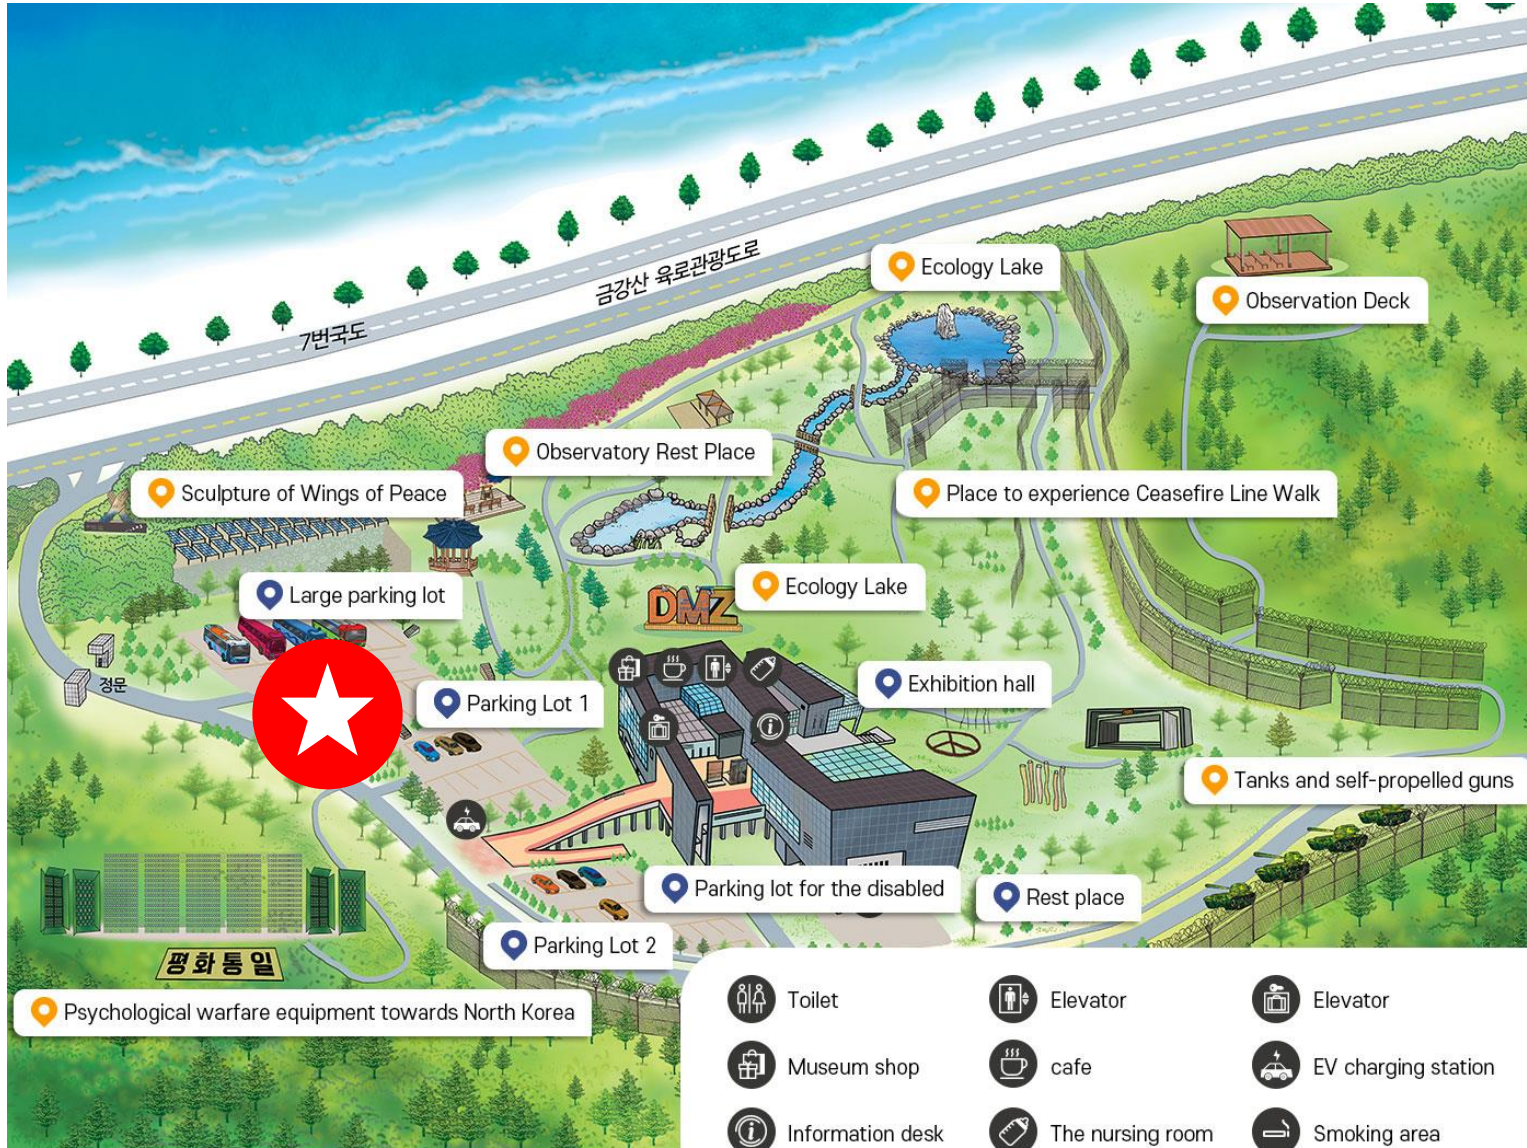 Ecology Lake
Observation Deck
금강산 육로관광도로
7번국도
Observatory Rest Place
Sculpture of Wings of Peace
Place to experience Ceasefire Line Walk
Large parking lot
DMZ
Ecology Lake
정문
Parking Lot 1
Exhibition hall
Tanks and self-propelled guns
Parking lot for the disabled
Rest place
Parking Lot 2
평화통일
Psychological warfare equipment towards North Korea
Toilet
Elevator
Elevator
Museum shop
cafe
EV charging station
Information desk
The nursing room
Smoking area